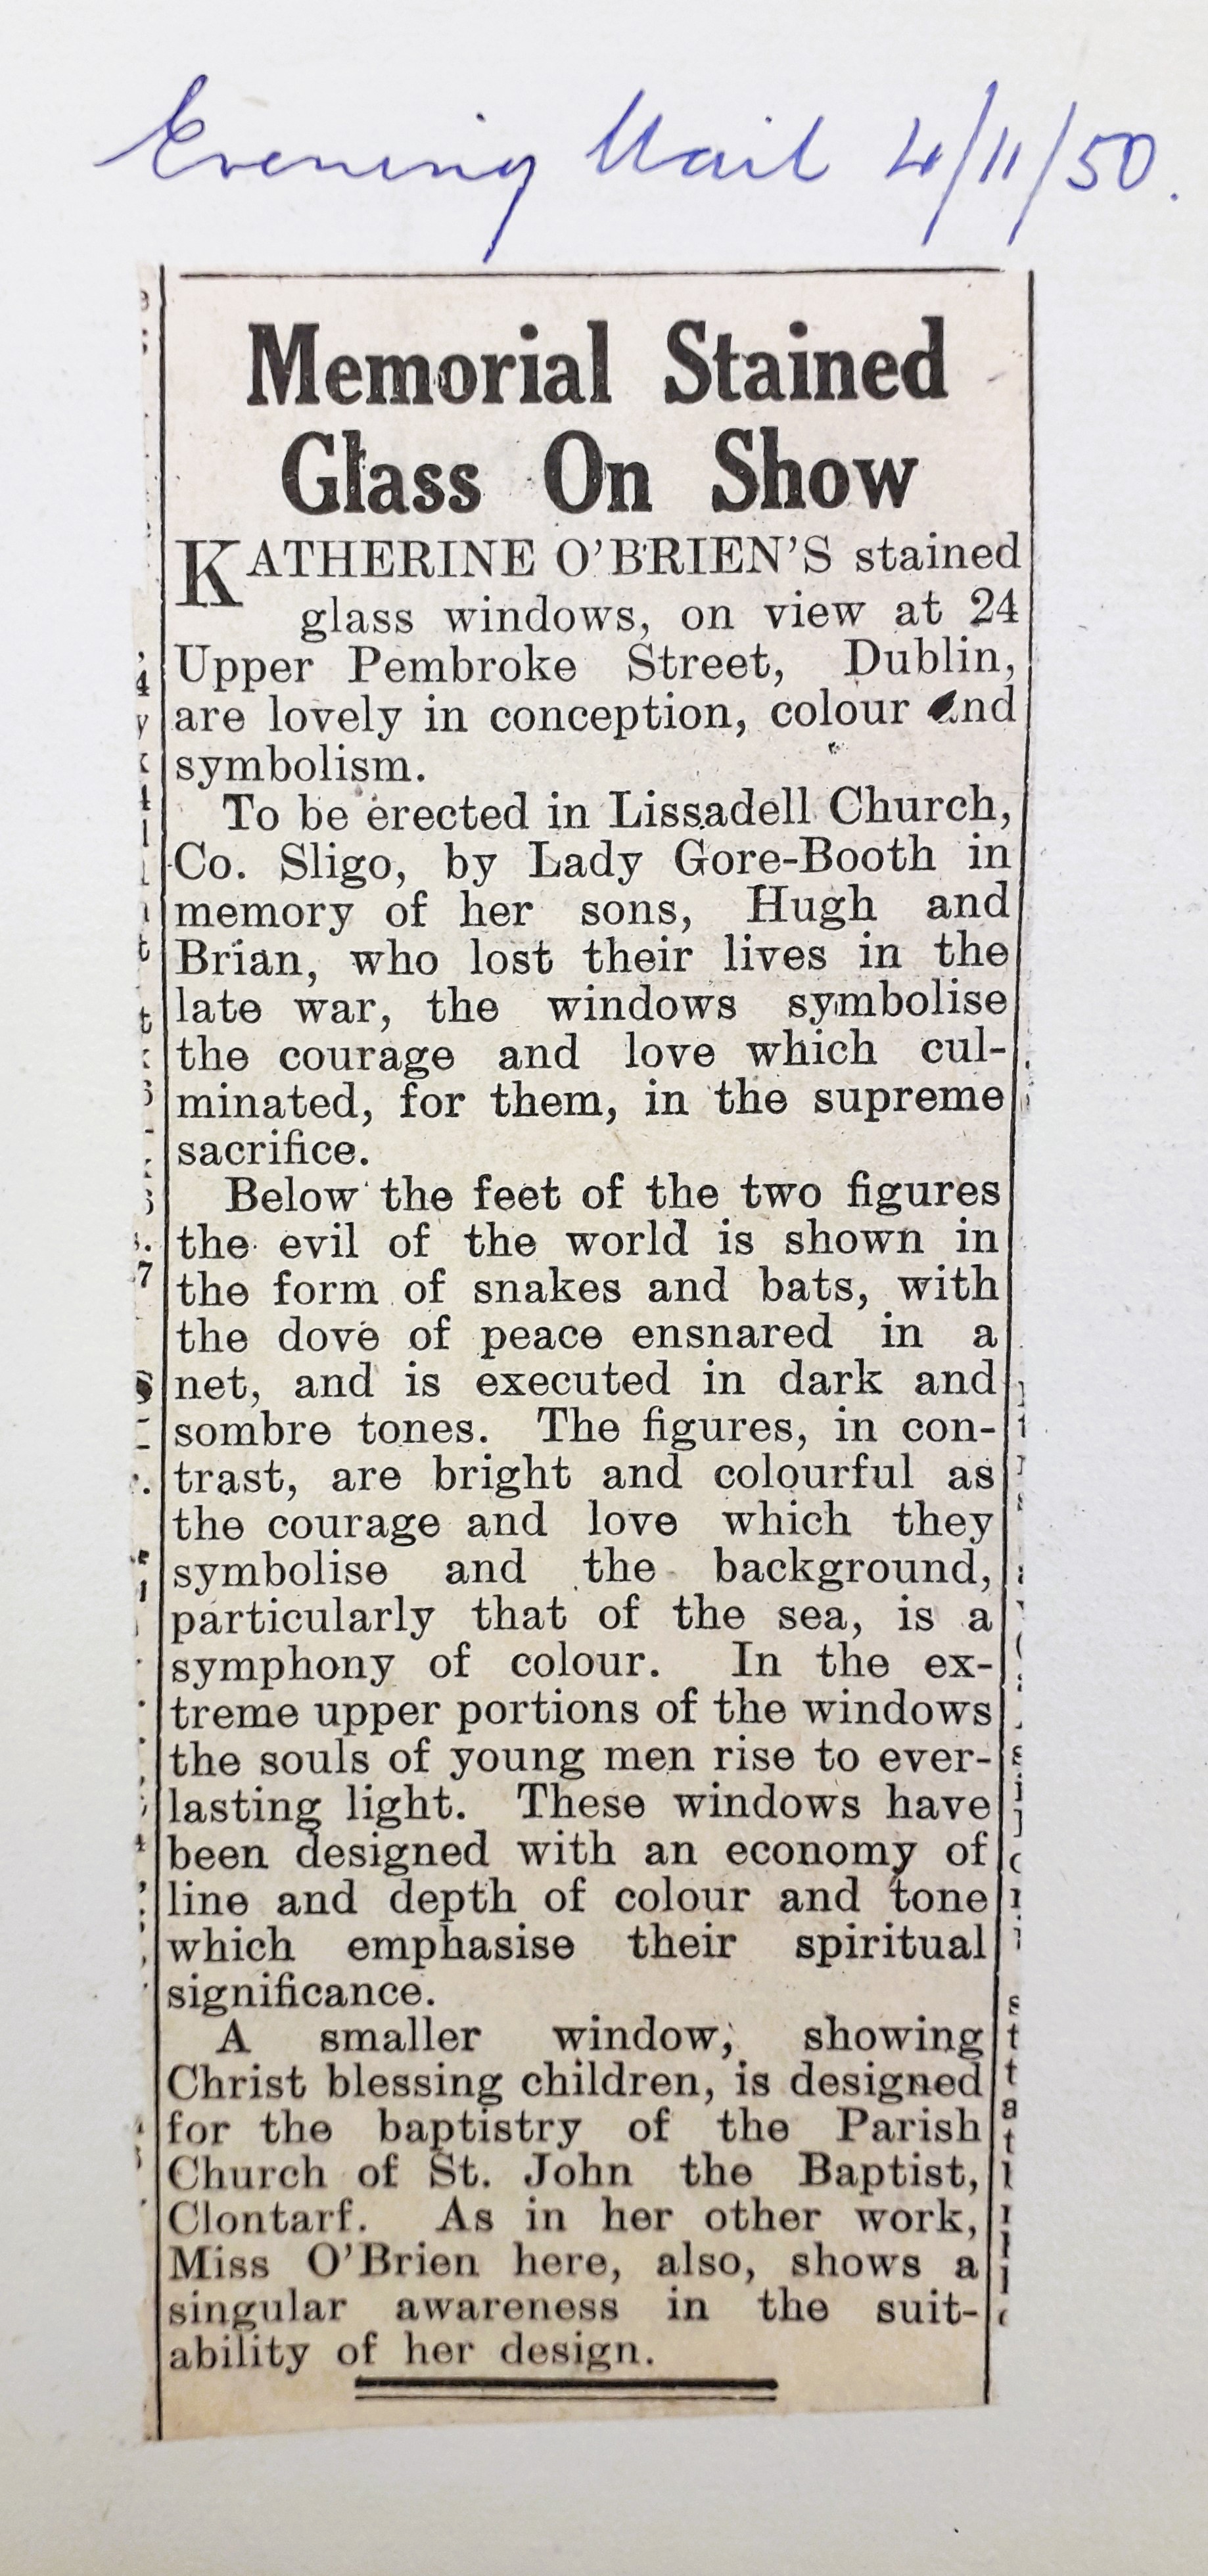 Evening Mail 4/11/50.
Memorial Stained
Glass On Show
KATHERINE O'BRIEN'S stained
glass windows, on view at 24
Upper Pembroke Street, Dublin,
are lovely in conception, colour and
symbolism.
To be erected in Lissadell Church,
Co. Sligo, by Lady Gore-Booth in
memory of her sons, Hugh and
Brian, who lost their lives in the
late war, the windows symbolise
the courage and love which cul-
minated, for them, in the supreme
sacrifice.
Below the feet of the two figures
the evil of the world is shown in
the form of snakes and bats, with
the dove of peace ensnared in a
net, and is executed in dark and
sombre tones. The figures, in con-
trast, are bright and colourful as
the courage and love which they
symbolise and the background,
particularly that of the sea, is a
symphony of colour. In the ex-
treme upper portions of the windows
the souls of young men rise to ever-
lasting light. These windows have
been designed with an economy of
line and depth of colour and tone
which emphasise their spiritual
significance.
A smaller window, showing
Christ blessing children, is designed
for the baptistry of the Parish
Church of St. John the Baptist,
Clontarf. As in her other work,
Miss O'Brien here, also, shows a
singular awareness in the suit-
ability of her design.